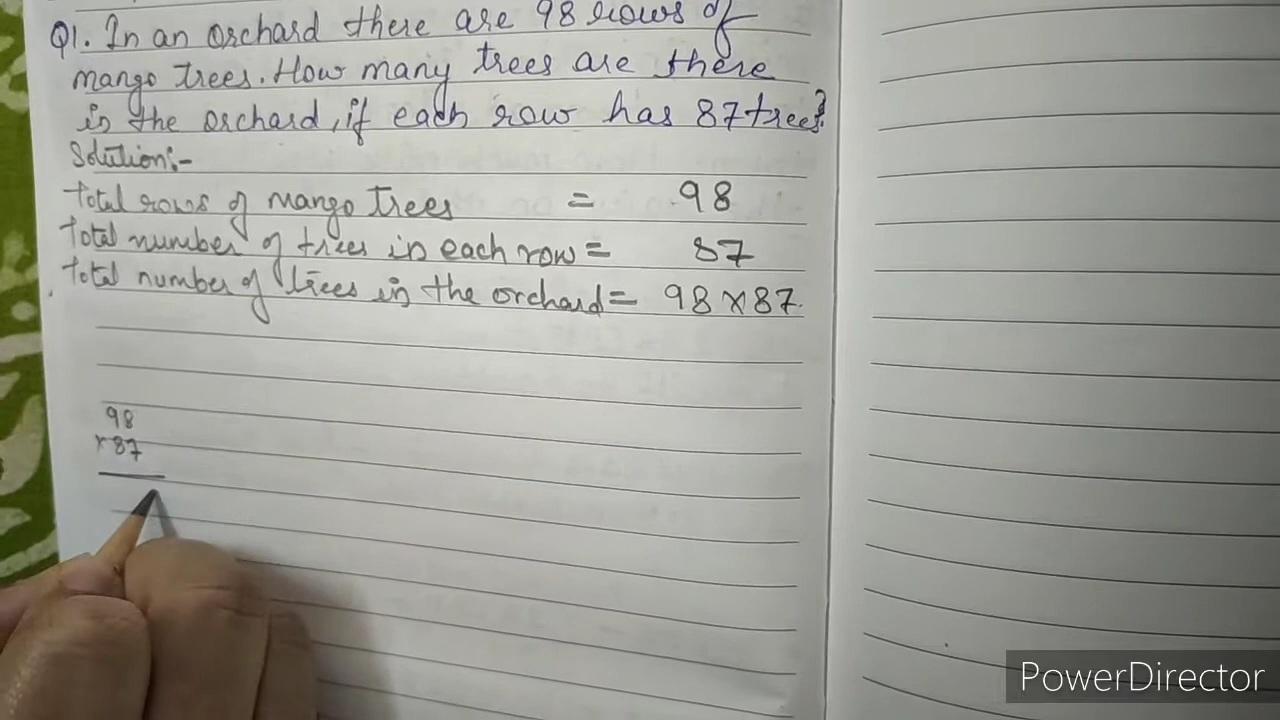 Q1. In an orchard there are 98 rows of
mango trees. How many trees are there
in the orchard, if each row has 87 trees?
Solution:-
Total rows of mango Trees = 98
Total number of trees in each row = 87
Total number of trees in the orchard = 98 x 87.
98
x 87
PowerDirector